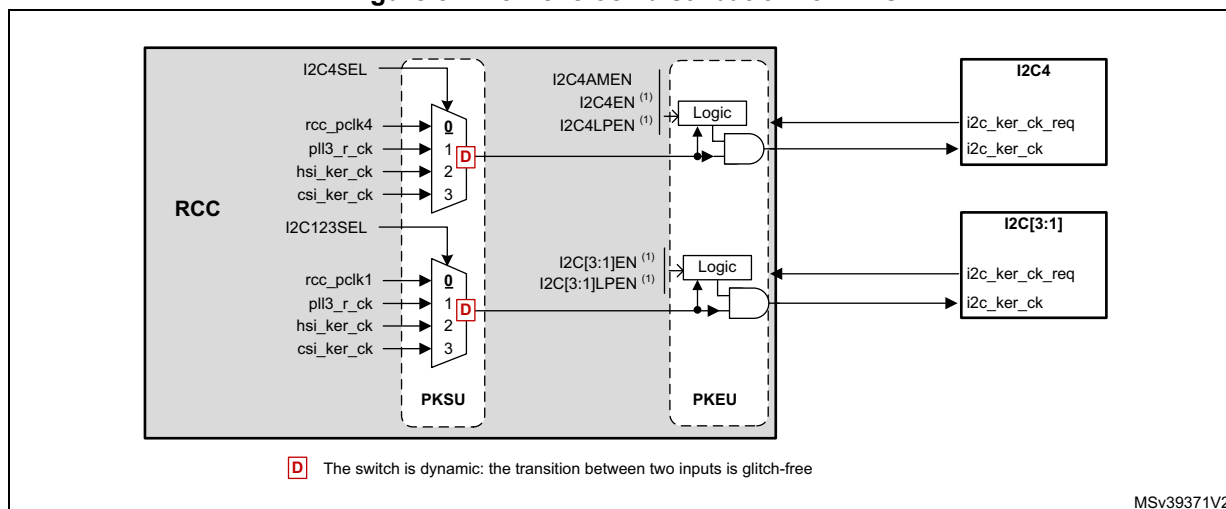 RCC
I2C4SEL
rcc_pclk4
pll3_r_ck
hsi_ker_ck
csi_ker_ck
0
1
2
3
D
I2C123SEL
rcc_pclk1
pll3_r_ck
hsi_ker_ck
csi_ker_ck
0
1
2
3
D
PKSU
I2C4AMEN
I2C4EN (1)
I2C4LPEN (1)
Logic
I2C[3:1]EN (1)
I2C[3:1]LPEN (1)
Logic
PKEU
I2C4
i2c_ker_ck_req
i2c_ker_ck
I2C[3:1]
i2c_ker_ck_req
i2c_ker_ck
D The switch is dynamic: the transition between two inputs is glitch-free
MSv39371V2